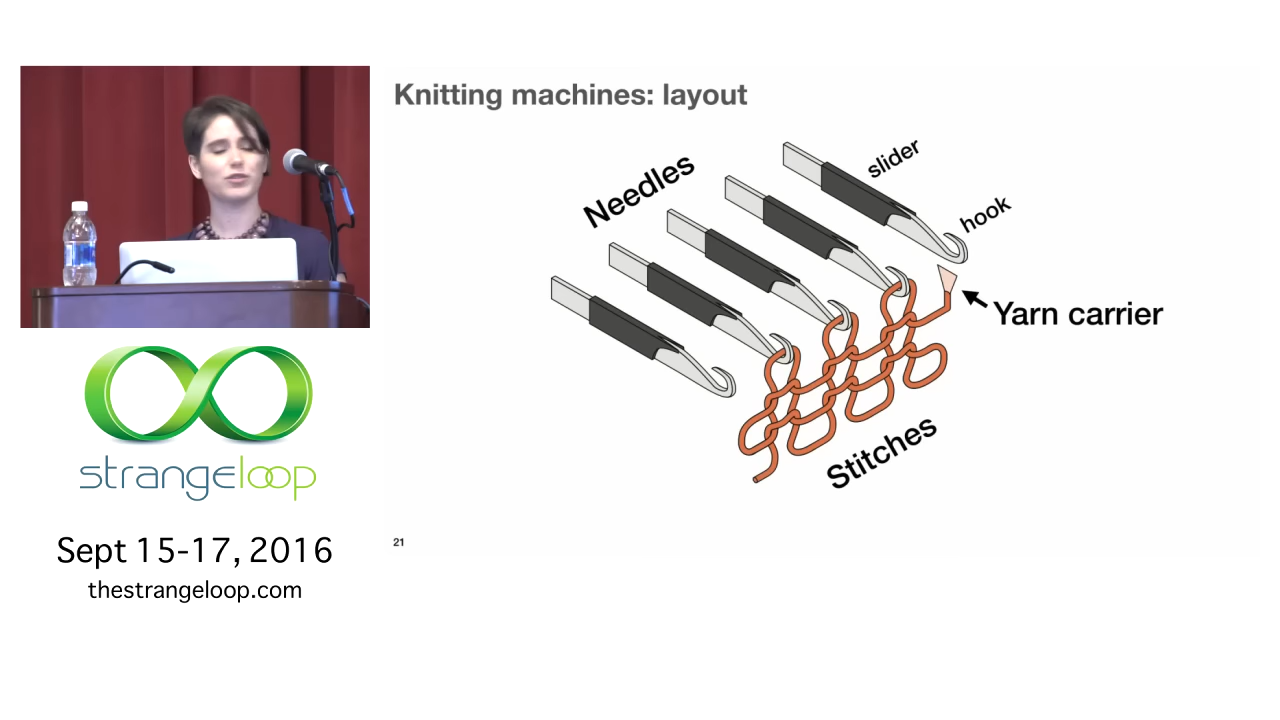 Knitting machines: layout
Needles
slider
hook
Yarn carrier
Stitches
21
strangeloop
Sept 15-17, 2016
thestrangeloop.com